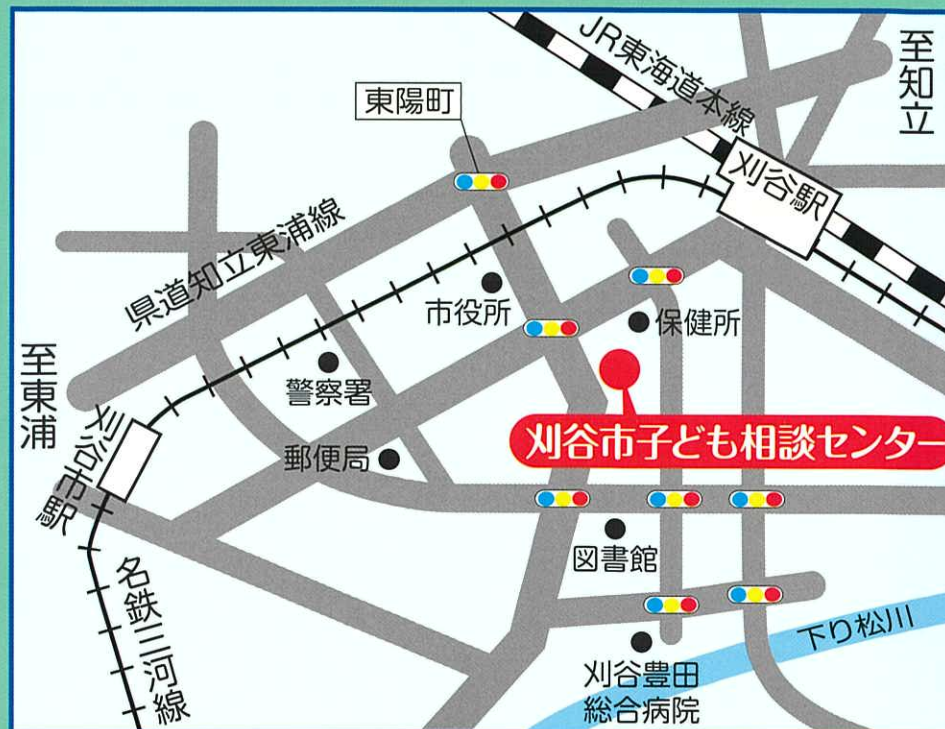 JR東海道本線
至知立
東陽町
刈谷駅
県道知立東浦線
市役所
保健所
至東浦
警察署
刈谷市子ども相談センター
郵便局
刈谷市駅
図書館
名鉄三河線
下り松川
刈谷豊田
総合病院